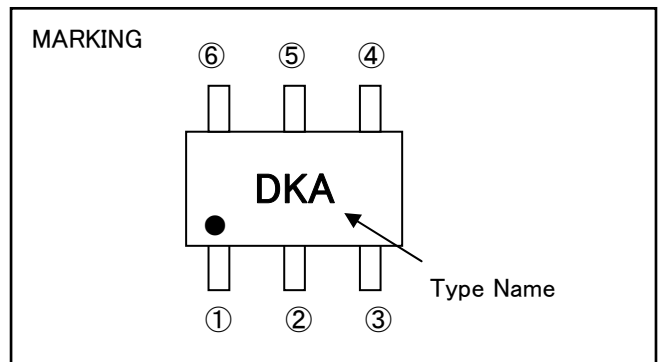 MARKING
⑥ ⑤ ④
DKA
Type Name
① ② ③